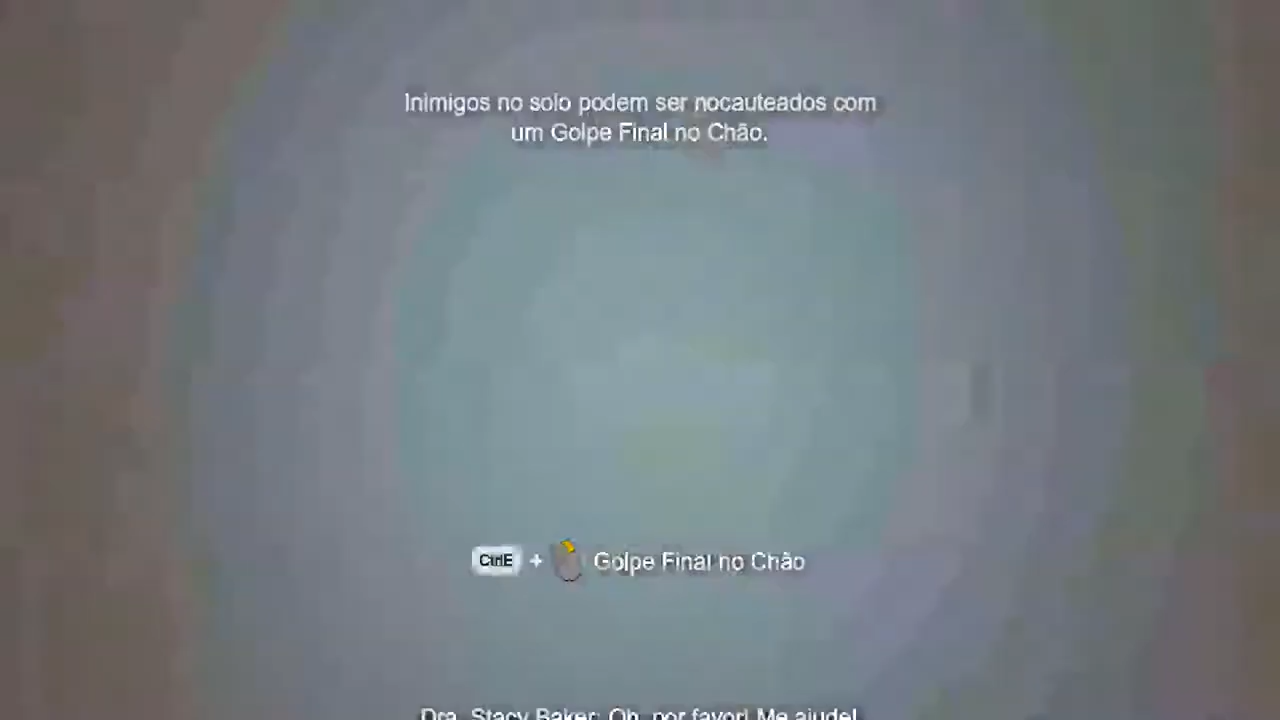 Inimigos no solo podem ser nocauteados com
um Golpe Final no Chão.
CtrlE + Golpe Final no Chão
Dra. Stacy Baker: Oh, por favor! Me ajude!